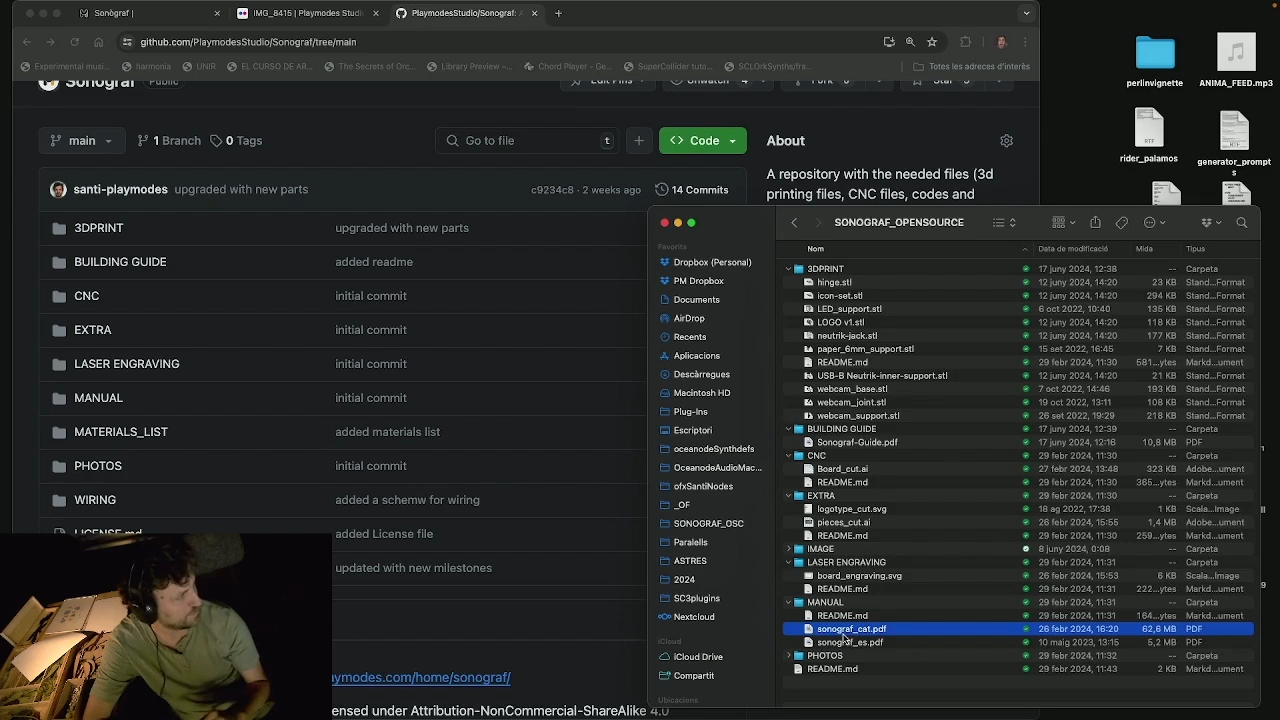 Sonògraf |
IMG_8415 | Playmodes Studi
PlaymodesStudio/Sonograf:
github.com/PlaymodesStudio/Sonograf/tree/main
Experimental musi...
harmonia
UNIR
EL CURSO DE AR...
The Secrets of Orc...
Library Preview -...
Chord Player - Ge...
SuperCollider tuto...
SCLOrkSynths/fra...
Totes les adreces d'interès
Sonograf
Public
Edit Pins
Unwatch
Fork
Star
main
1 Branch
0 Tags
Go to file
t
Code
About
A repository with the needed files (3d
printing files, CNC files, codes and
santi-playmodes upgraded with new parts
c9234c8 · 2 weeks ago
14 Commits
3DPRINT upgraded with new parts
BUILDING GUIDE added readme
CNC initial commit
EXTRA initial commit
LASER ENGRAVING initial commit
MANUAL initial commit
MATERIALS_LIST added materials list
PHOTOS initial commit
WIRING added a schemw for wiring
LICENSE.md added License file
updated with new milestones
ymodes.com/home/sonograf/
ensed under Attribution-NonCommercial-ShareAlike 4.0
perlinvignette
ANIMA_FEED.mp3
rider_palamos
generator_prompt
s
SONOGRAF_OPENSOURCE
Favorits
Dropbox (Personal)
PM Dropbox
Documents
AirDrop
Recents
Aplicacions
Descàrregues
Macintosh HD
Plug-Ins
Escriptori
oceanodeSynthdefs
OceanodeAudioMac...
ofxSantiNodes
_OF
SONOGRAF_OSC
Paralells
ASTRES
2024
SC3plugins
Nextcloud
iCloud
iCloud Drive
Compartit
Ubicacions
Nom Data de modificació Mida Tipus
3DPRINT 17 juny 2024, 12:38 -- Carpeta
hinge.stl 12 juny 2024, 14:20 23 KB Stand...Format
icon-set.stl 12 juny 2024, 14:20 294 KB Stand...Format
LED_support.stl 6 oct 2022, 10:40 135 KB Stand...Format
LOGO v1.stl 12 juny 2024, 14:20 118 KB Stand...Format
neutrik-jack.stl 12 juny 2024, 14:20 177 KB Stand...Format
paper_6mm_support.stl 15 set 2022, 16:45 7 KB Stand...Format
README.md 29 febr 2024, 11:30 581...ytes Markd...ument
USB-B Neutrik-inner-support.stl 12 juny 2024, 14:20 21 KB Stand...Format
webcam_base.stl 7 oct 2022, 14:46 193 KB Stand...Format
webcam_joint.stl 19 oct 2022, 13:11 108 KB Stand...Format
webcam_support.stl 26 set 2022, 19:29 218 KB Stand...Format
BUILDING GUIDE 17 juny 2024, 12:39 -- Carpeta
Sonograf-Guide.pdf 17 juny 2024, 12:16 10,8 MB PDF
CNC 29 febr 2024, 11:30 -- Carpeta
Board_cut.ai 27 febr 2024, 13:48 323 KB Adobe...ument
README.md 29 febr 2024, 11:30 365...ytes Markd...ument
EXTRA 29 febr 2024, 11:30 -- Carpeta
logotype_cut.svg 18 ag 2022, 17:38 1 KB Scala...Image
pieces_cut.ai 26 febr 2024, 15:55 1,4 MB Adobe...ument
README.md 29 febr 2024, 11:30 259...ytes Markd...ument
IMAGE 8 juny 2024, 0:08 -- Carpeta
LASER ENGRAVING 29 febr 2024, 11:31 -- Carpeta
board_engraving.svg 26 febr 2024, 15:53 6 KB Scala...Image
README.md 29 febr 2024, 11:31 222...ytes Markd...ument
MANUAL 29 febr 2024, 11:31 -- Carpeta
README.md 29 febr 2024, 11:31 164...ytes Markd...ument
sonograf_cat.pdf 26 febr 2024, 16:20 62,6 MB PDF
sonograf_es.pdf 10 maig 2023, 13:15 5,2 MB PDF
PHOTOS 29 febr 2024, 11:32 -- Carpeta
README.md 29 febr 2024, 11:43 2 KB Markd...ument